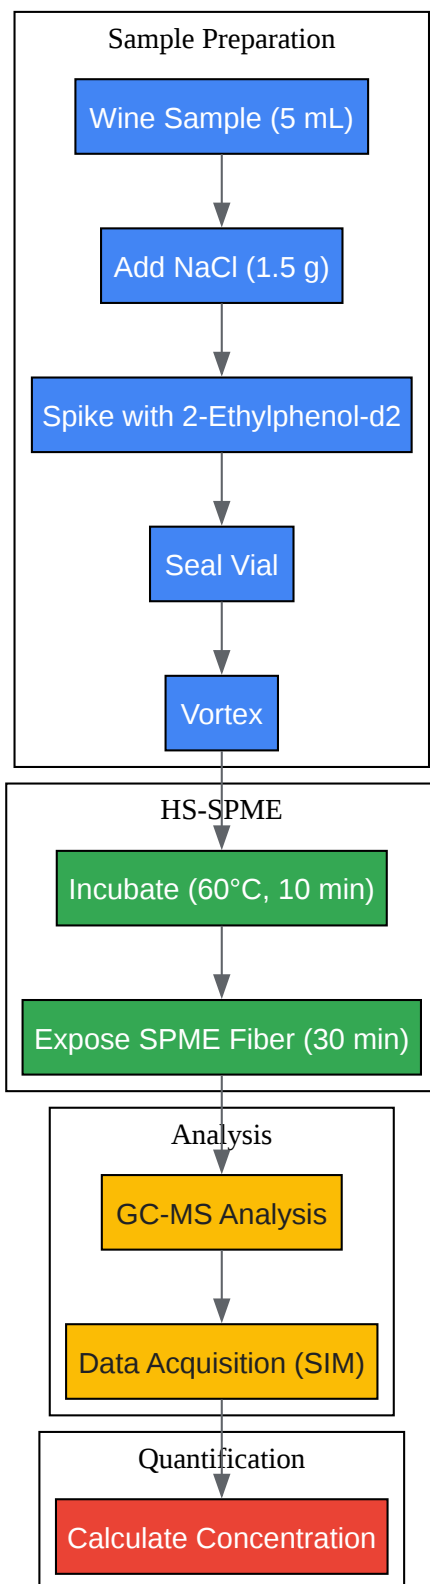 Sample Preparation
Wine Sample (5 mL)
Add NaCl (1.5 g)
Spike with 2-Ethylphenol-d2
Seal Vial
Vortex
HS-SPME
Incubate (60°C, 10 min)
Expose SPME Fiber (30 min)
Analysis
GC-MS Analysis
Data Acquisition (SIM)
Quantification
Calculate Concentration